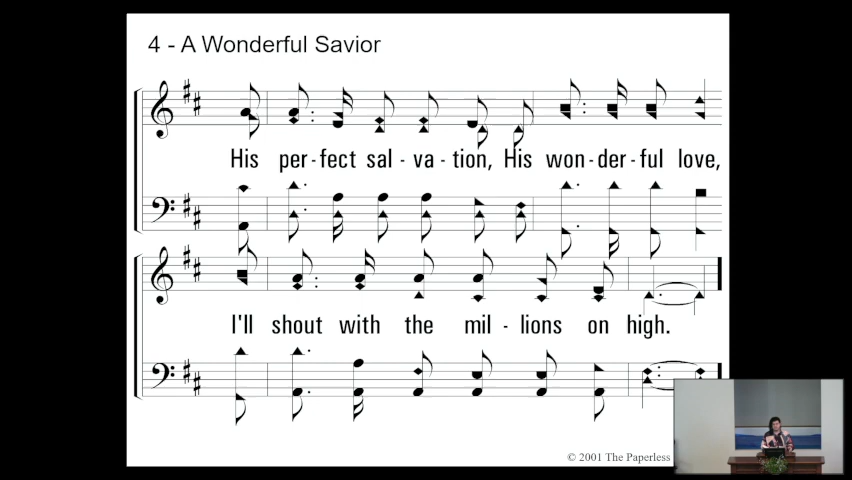 4 - A Wonderful Savior
His per-fect sal-va-tion, His won-der-ful love,
I'll shout with the mil-lions on high.
© 2001 The Paperless